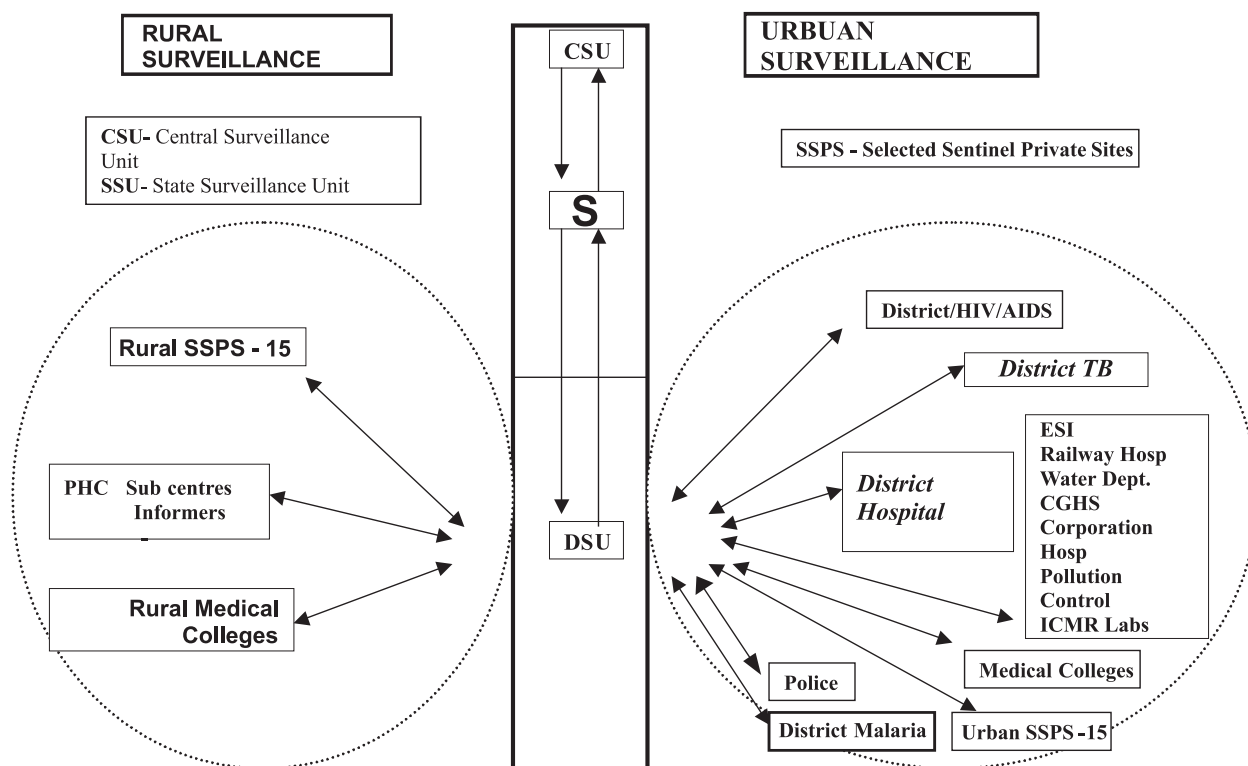 RURAL
SURVEILLANCE
CSU
URBUAN
SURVEILLANCE
CSU- Central Surveillance
Unit
SSU- State Surveillance Unit
SSPS - Selected Sentinel Private Sites
S
District/HIV/AIDS
Rural SSPS - 15
District TB
ESI
Railway Hosp
Water Dept.
CGHS
Corporation
Hosp
Pollution
Control
ICMR Labs
PHC Sub centres
Informers
-
District
Hospital
DSU
Rural Medical
Colleges
Medical Colleges
Police
District Malaria
Urban SSPS -15